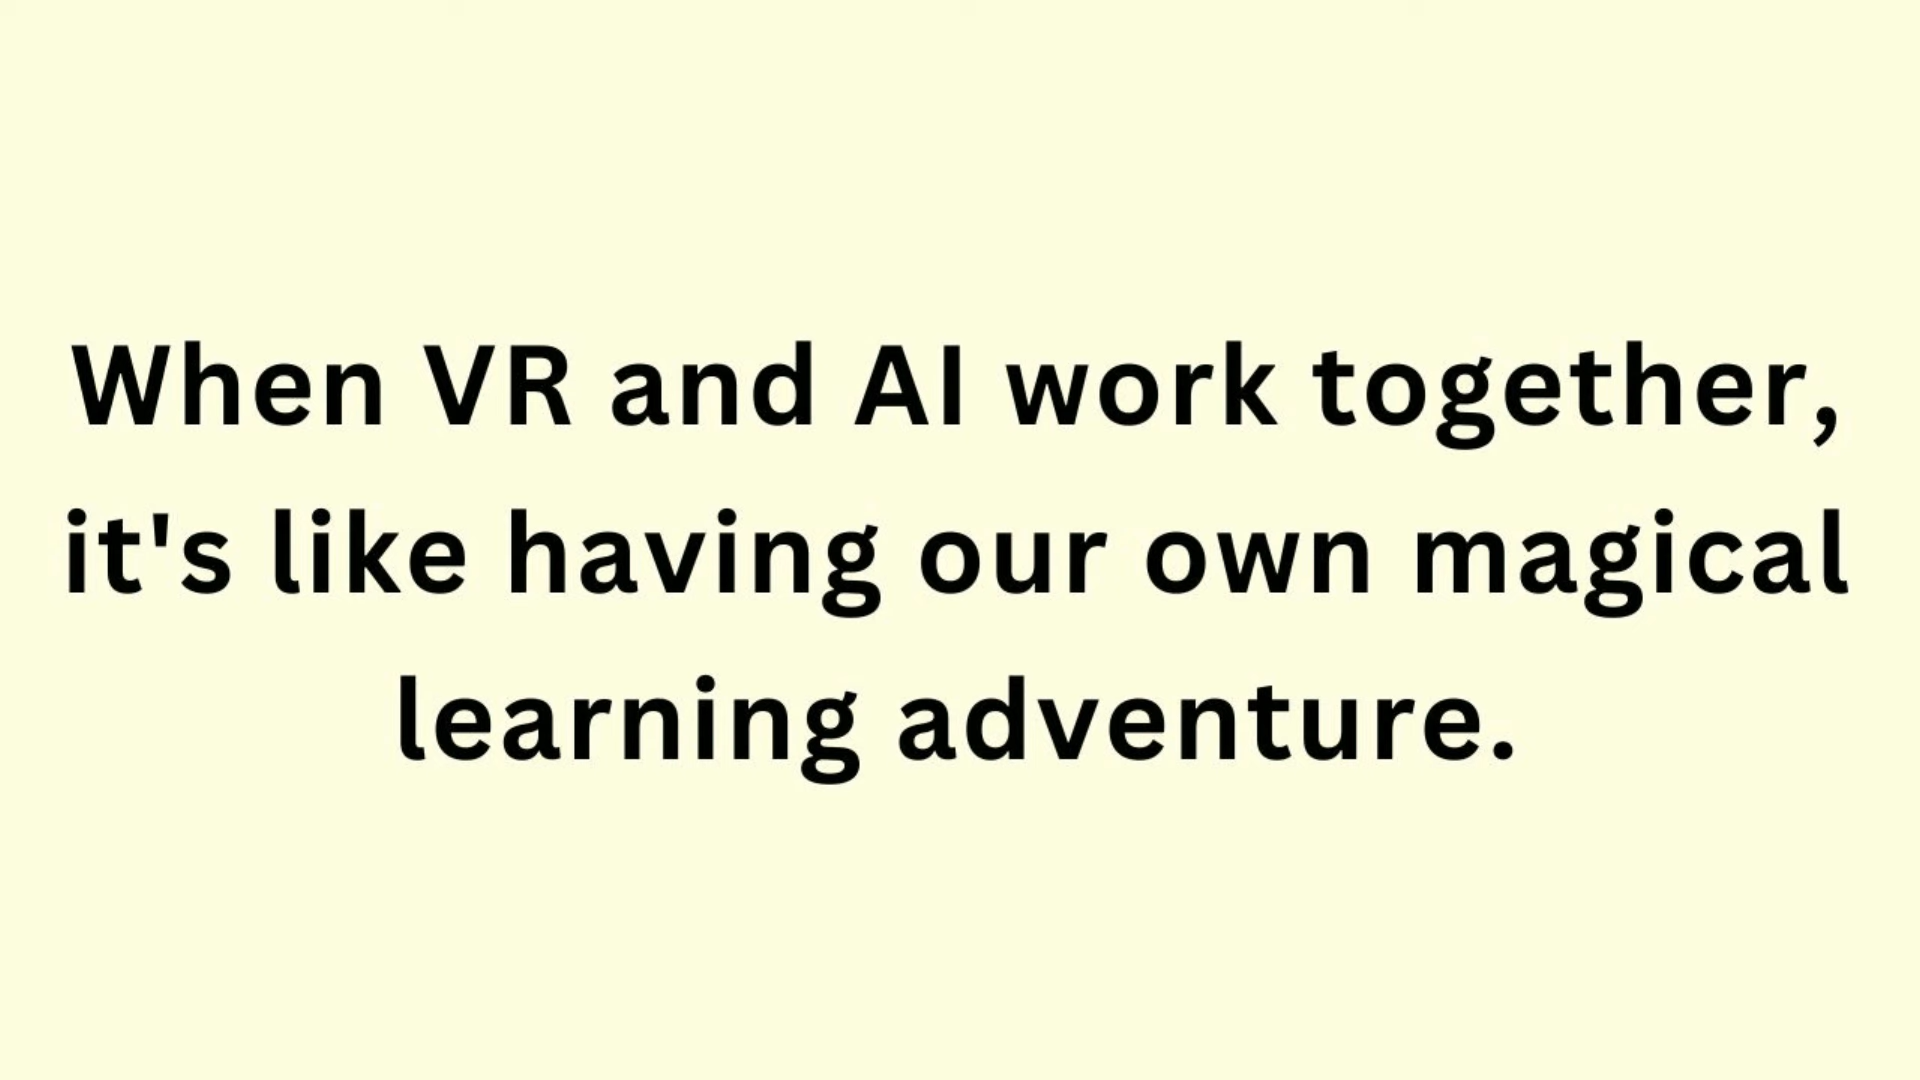 When VR and AI work together,
it's like having our own magical
learning adventure.